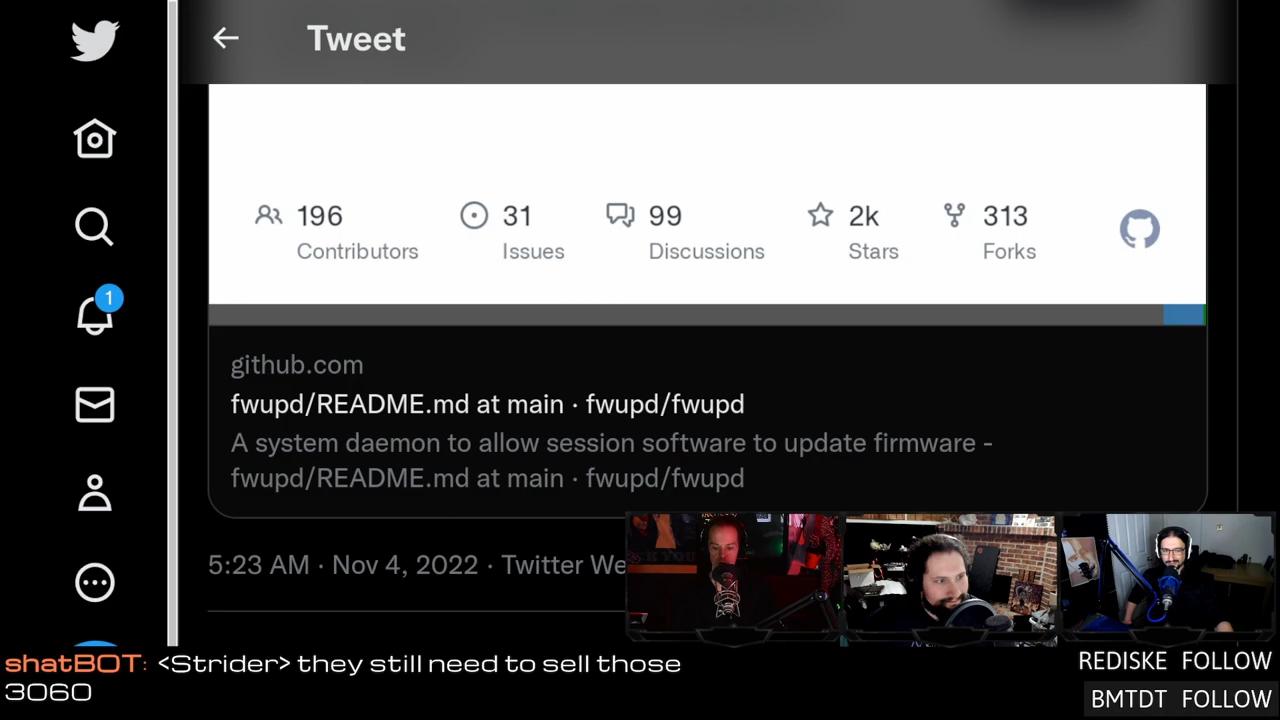 Tweet
196 31 99 2k 313
Contributors Issues Discussions Stars Forks
1
github.com
fwupd/README.md at main · fwupd/fwupd
A system daemon to allow session software to update firmware -
fwupd/README.md at main · fwupd/fwupd
5:23 AM · Nov 4, 2022 · Twitter We
shatBOT: <Strider> they still need to sell those
3060
REDISKE FOLLOW
BMTDT FOLLOW